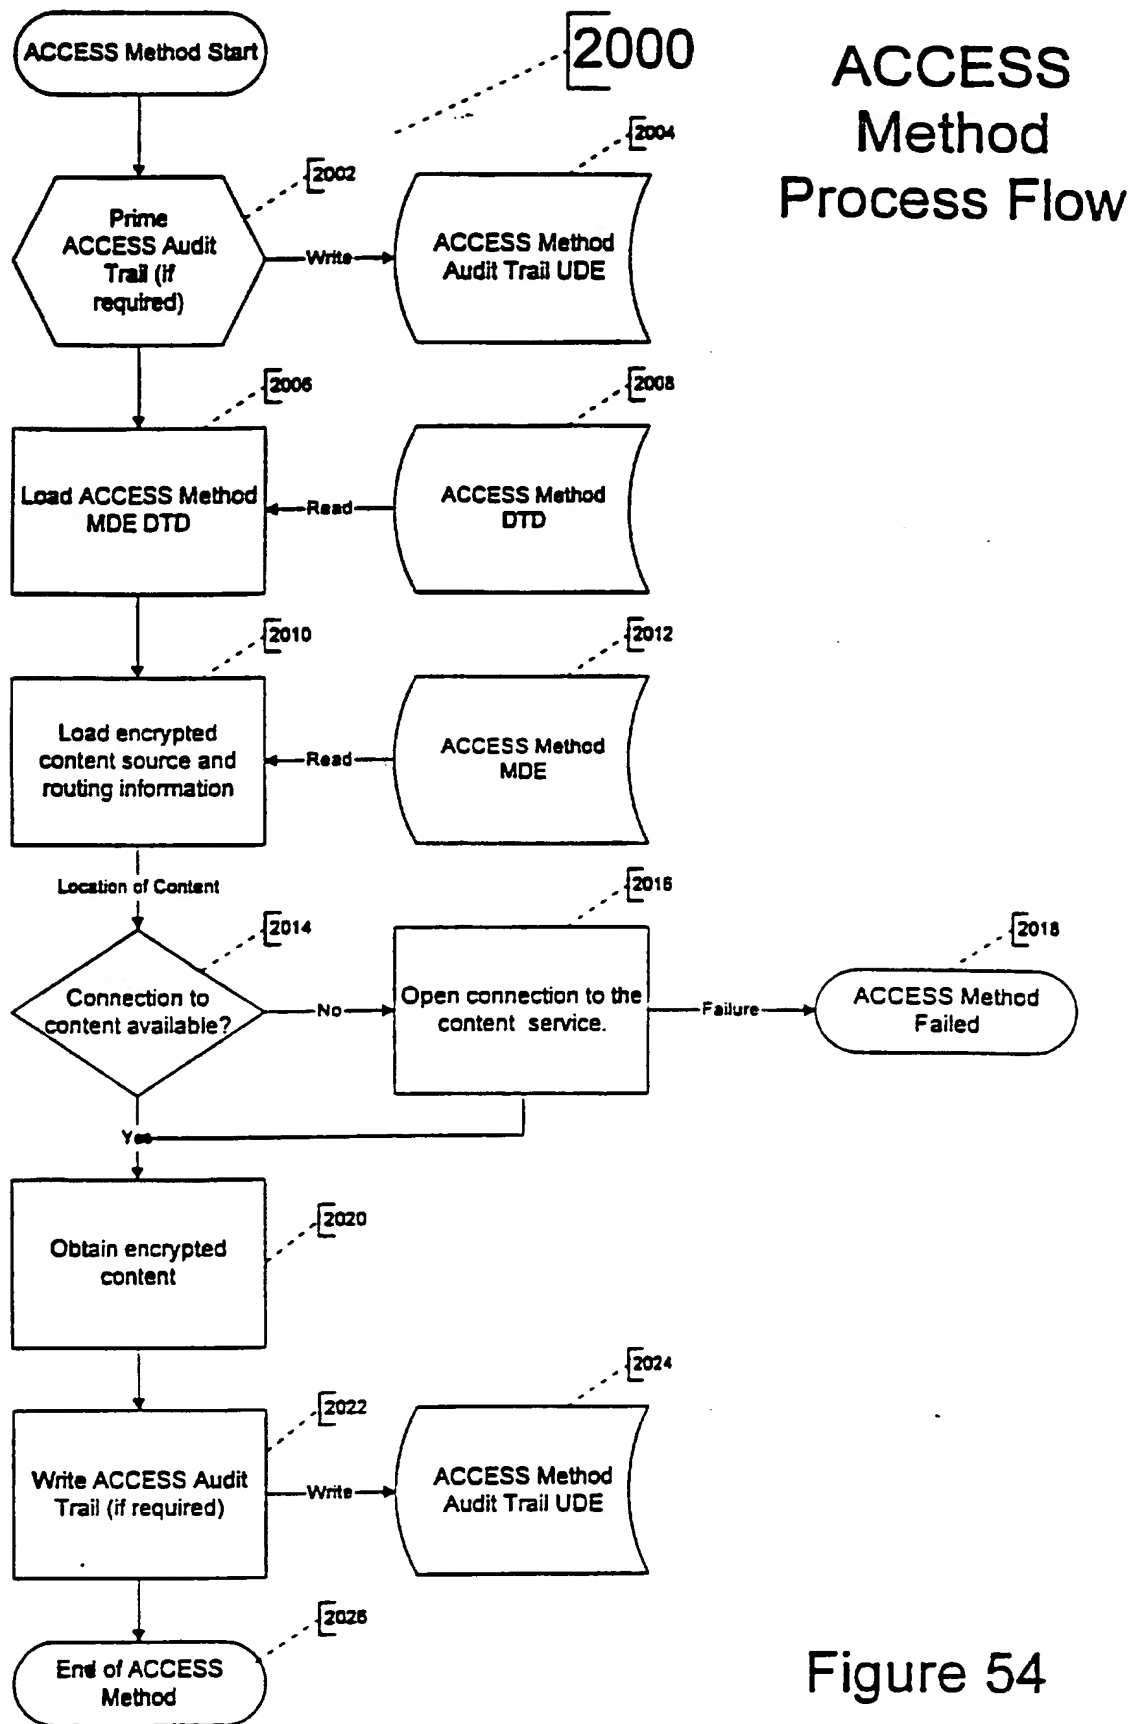 ACCESS Method Start
2000
ACCESS
Method
Process Flow
2002
2004
Prime
ACCESS Audit
Trail (if
required)
Write
ACCESS Method
Audit Trail UDE
2006
2008
Load ACCESS Method
MDE DTD
Read
ACCESS Method
DTD
2010
2012
Load encrypted
content source and
routing information
Read
ACCESS Method
MDE
Location of Content
2014
2016
2018
Connection to
content available?
No
Open connection to the
content service.
Failure
ACCESS Method
Failed
2020
Obtain encrypted
content
2022
2024
Write ACCESS Audit
Trail (if required)
Write
ACCESS Method
Audit Trail UDE
2026
End of ACCESS
Method
Figure 54